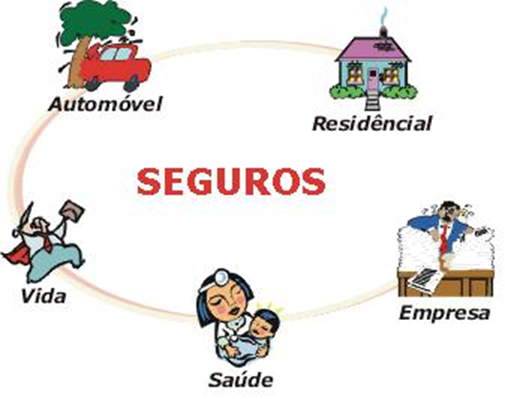 Automóvel
Residêncial
SEGUROS
Vida
Empresa
Saúde